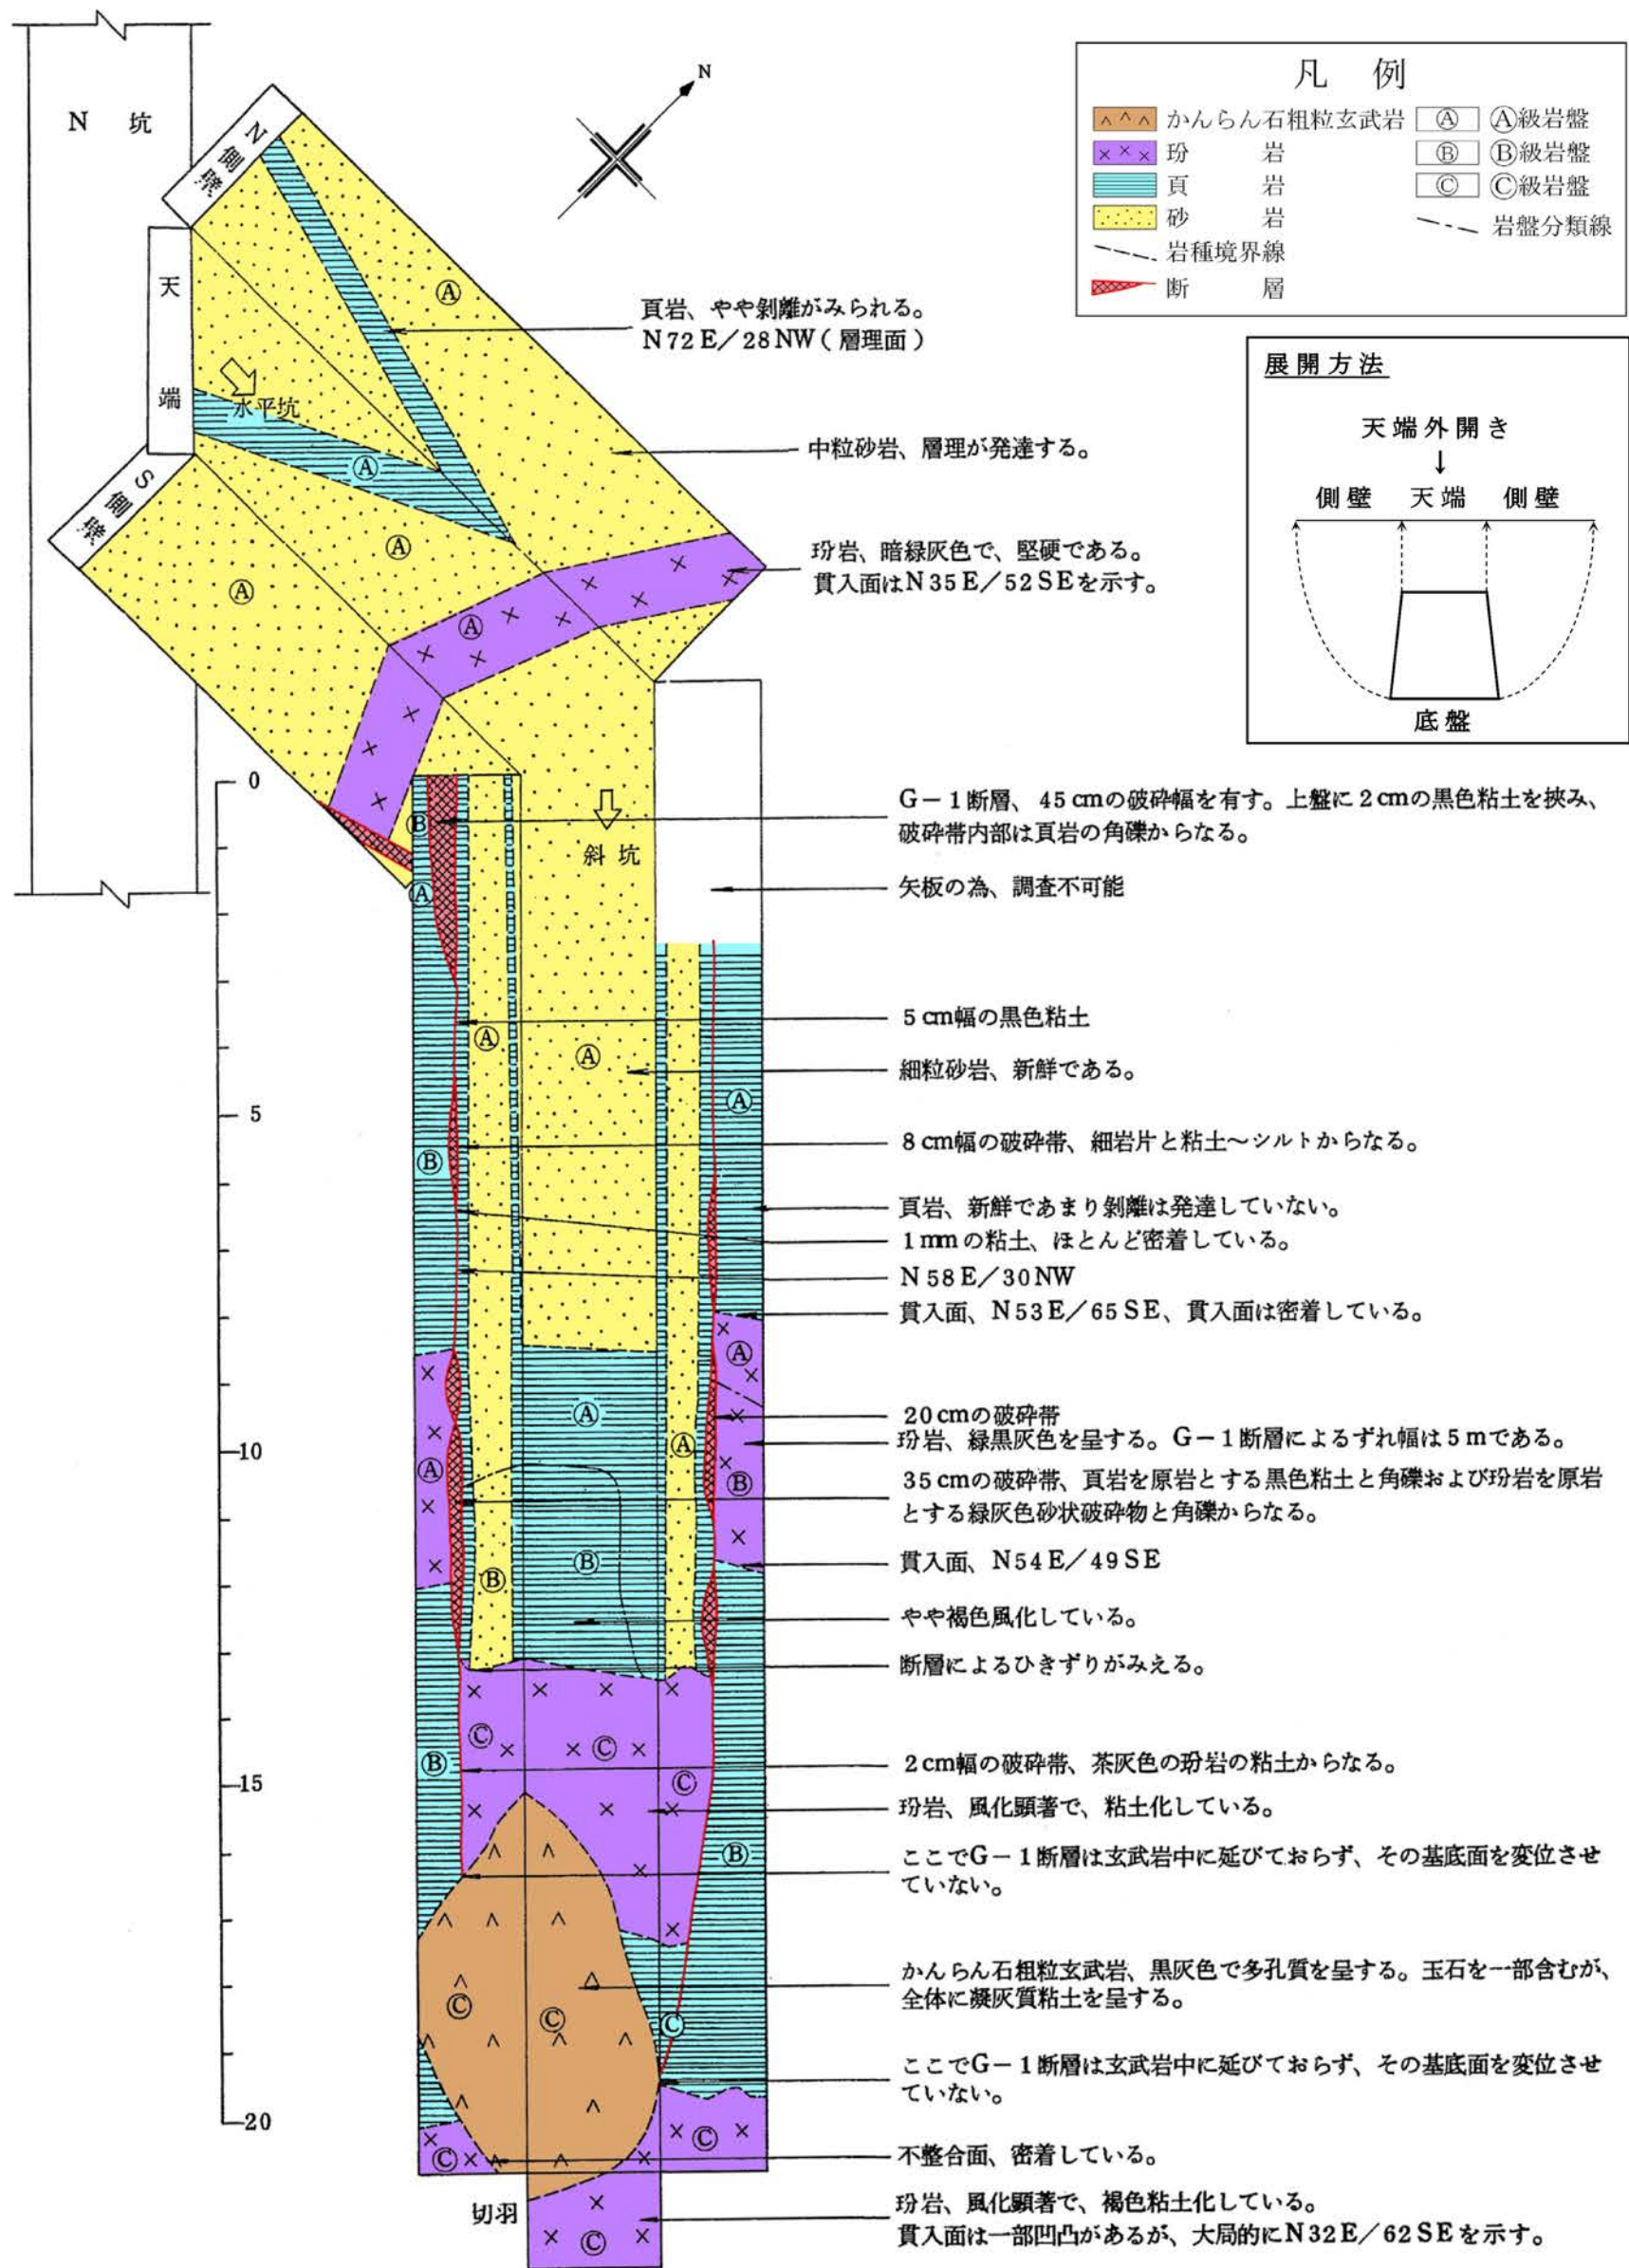 N 坑
N側壁
天端
S側壁
水平坑
N
凡 例
かんらん石粗粒玄武岩 Ⓐ Ⓐ級岩盤
玢 岩 Ⓑ Ⓑ級岩盤
頁 岩 Ⓒ Ⓒ級岩盤
砂 岩
岩盤分類線
岩種境界線
断 層
展開方法
天端外開き
↓
側壁 天端 側壁
底盤
頁岩、やや剝離がみられる。
N72E/28NW(層理面)
中粒砂岩、層理が発達する。
玢岩、暗緑灰色で、堅硬である。
貫入面はN35E/52SEを示す。
G-1断層、45cmの破砕幅を有す。上盤に2cmの黒色粘土を挾み、
破砕帯内部は頁岩の角礫からなる。
斜坑
矢板の為、調査不可能
5cm幅の黒色粘土
細粒砂岩、新鮮である。
8cm幅の破砕帯、細岩片と粘土~シルトからなる。
頁岩、新鮮であまり剝離は発達していない。
1mmの粘土、ほとんど密着している。
N58E/30NW
貫入面、N53E/65SE、貫入面は密着している。
20cmの破砕帯
玢岩、緑黒灰色を呈する。G-1断層によるずれ幅は5mである。
35cmの破砕帯、頁岩を原岩とする黒色粘土と角礫および玢岩を原岩
とする緑灰色砂状破砕物と角礫からなる。
貫入面、N54E/49SE
やや褐色風化している。
断層によるひきずりがみえる。
2cm幅の破砕帯、茶灰色の玢岩の粘土からなる。
玢岩、風化顕著で、粘土化している。
ここでG-1断層は玄武岩中に延びておらず、その基底面を変位させ
ていない。
かんらん石粗粒玄武岩、黒灰色で多孔質を呈する。玉石を一部含むが、
全体に凝灰質粘土を呈する。
ここでG-1断層は玄武岩中に延びておらず、その基底面を変位させ
ていない。
不整合面、密着している。
玢岩、風化顕著で、褐色粘土化している。
貫入面は一部凹凸があるが、大局的にN32E/62SEを示す。
切羽
0
5
10
15
20
Ⓐ
Ⓐ
Ⓐ
Ⓐ
Ⓐ
Ⓑ
Ⓐ
Ⓐ
Ⓐ
Ⓐ
Ⓑ
Ⓐ
Ⓐ
Ⓐ
Ⓐ
Ⓑ
Ⓑ
Ⓑ
Ⓒ
Ⓒ
Ⓑ
Ⓒ
Ⓑ
Ⓒ
Ⓒ
Ⓒ
Ⓒ
Ⓒ
Ⓒ